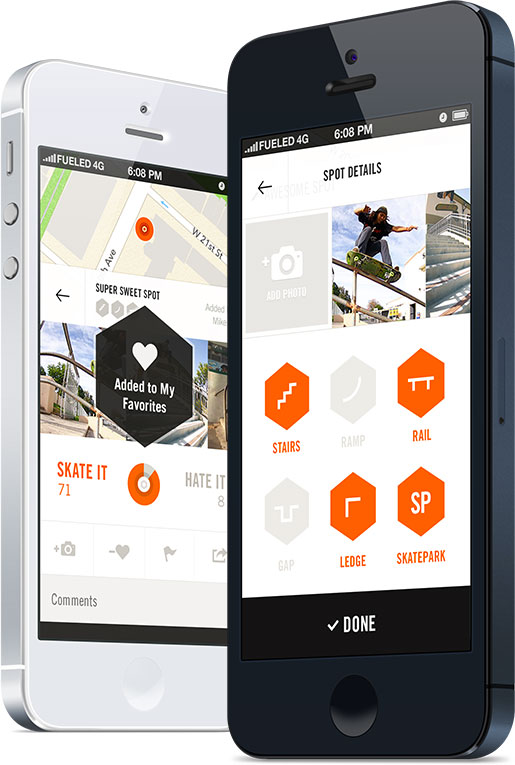 FUELED 4G
6:08 PM
W 21st St
Ave
SUPER SWEET SPOT
Added
Mike
Added to My
Favorites
SKATE IT
71
HATE IT
8
Comments
FUELED 4G
6:08 PM
AWESOME SPOT
SPOT DETAILS
ADD PHOTO
STAIRS
RAMP
RAIL
GAP
LEDGE
SP
SKATEPARK
DONE